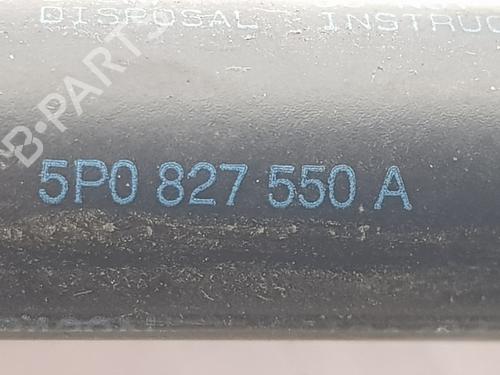 DISPOSAL INSTRUC
5P0 827 550 A
B-PARTS